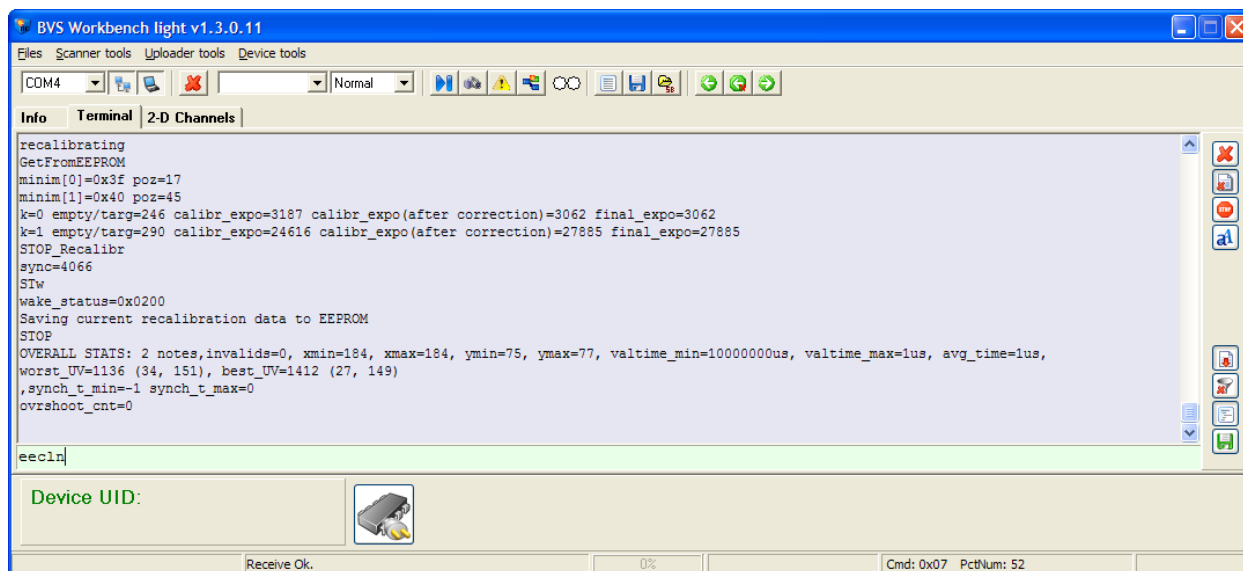 BVS Workbench light v1.3.0.11
Files Scanner tools Uploader tools Device tools
COM4 Normal
Info Terminal 2-D Channels
recalibrating
GetFromEEPROM
minim[0]=0x3f poz=17
minim[1]=0x40 poz=45
k=0 empty/targ=246 calibr_expo=3187 calibr_expo(after correction)=3062 final_expo=3062
k=1 empty/targ=290 calibr_expo=24616 calibr_expo(after correction)=27885 final_expo=27885
STOP_Recalibr
sync=4066
STw
wake_status=0x0200
Saving current recalibration data to EEPROM
STOP
OVERALL STATS: 2 notes,invalids=0, xmin=184, xmax=184, ymin=75, ymax=77, valtime_min=10000000us, valtime_max=1us, avg_time=1us,
worst_UV=1136 (34, 151), best_UV=1412 (27, 149)
,synch_t_min=-1 synch_t_max=0
ovrshoot_cnt=0
eecln
Device UID:
Receive Ok. 0% Cmd: 0x07 PctNum: 52